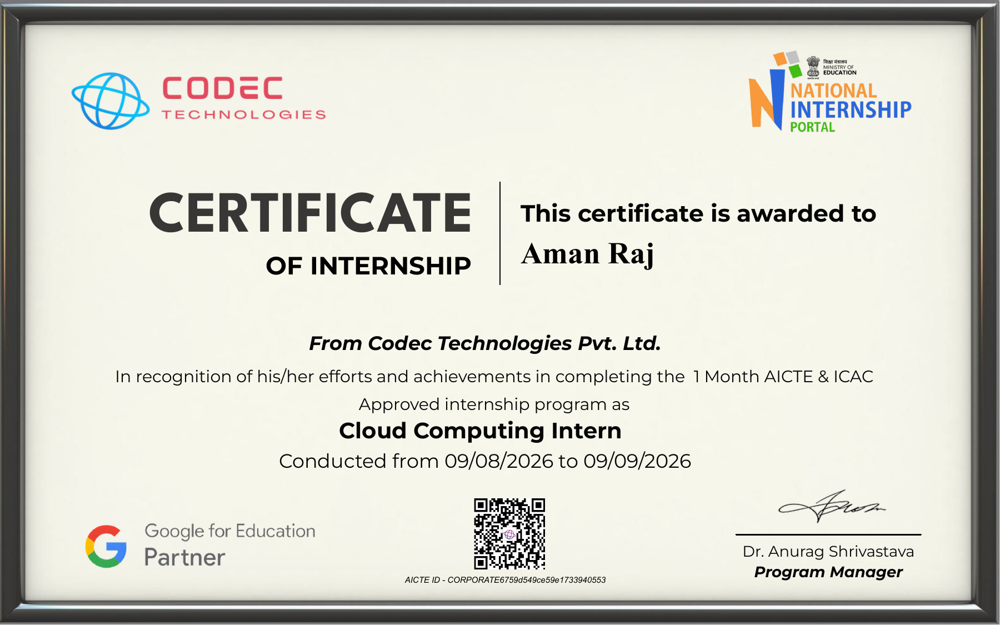 CODEC
TECHNOLOGIES
शिक्षा मंत्रालय
MINISTRY OF
EDUCATION
सत्यमेव जयते
NATIONAL
INTERNSHIP
PORTAL
CERTIFICATE
OF INTERNSHIP
This certificate is awarded to
Aman Raj
From Codec Technologies Pvt. Ltd.
In recognition of his/her efforts and achievements in completing the 1 Month AICTE & ICAC
Approved internship program as
Cloud Computing Intern
Conducted from 09/08/2026 to 09/09/2026
Google for Education
Partner
AICTE ID - CORPORATE6759d549ce59e1733940553
Dr. Anurag Shrivastava
Program Manager